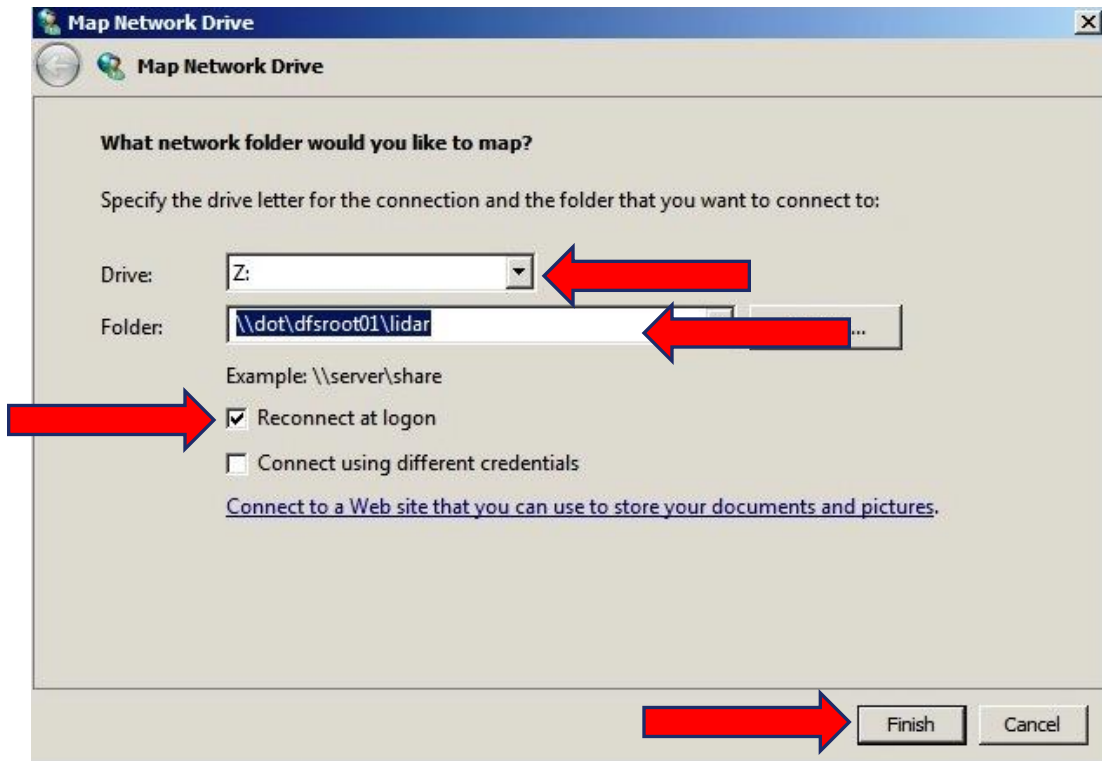 Map Network Drive
Map Network Drive
What network folder would you like to map?
Specify the drive letter for the connection and the folder that you want to connect to:
Drive: Z:
Folder: \\dot\dfsroot01\lidar ...
Example: \\server\share
Reconnect at logon
Connect using different credentials
Connect to a Web site that you can use to store your documents and pictures.
Finish Cancel